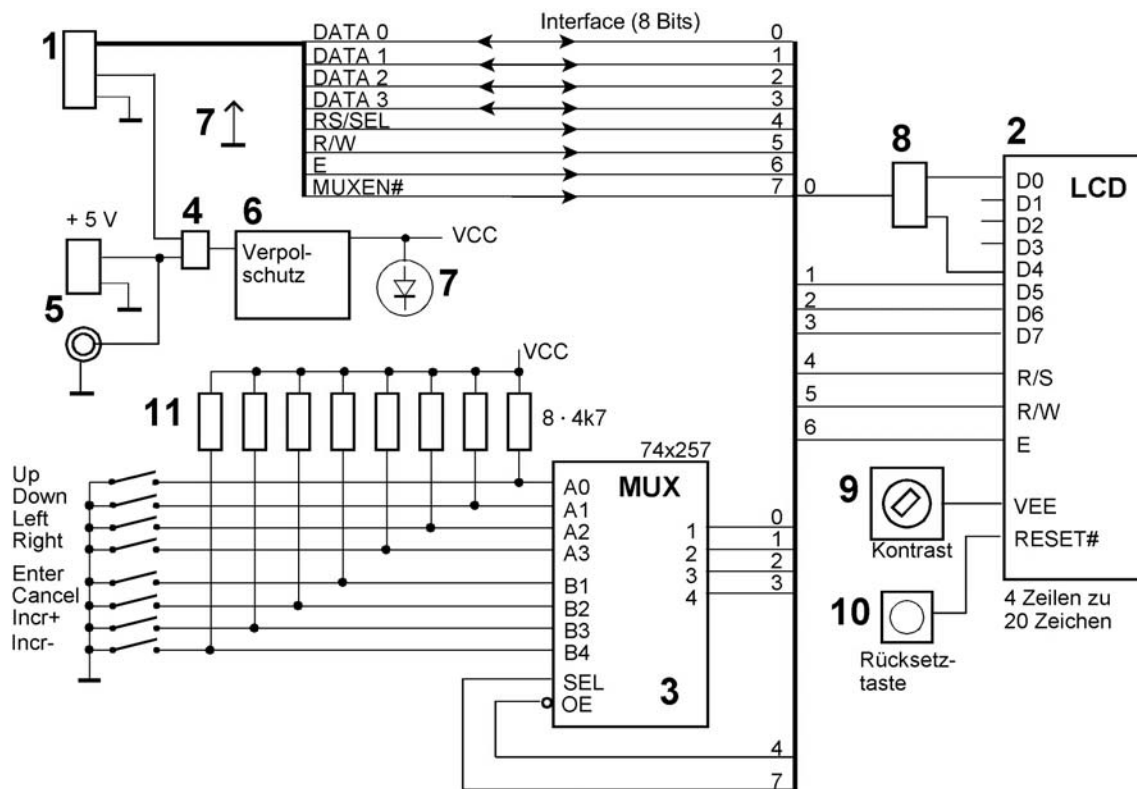 Interface (8 Bits)
1
DATA 0
DATA 1
DATA 2
DATA 3
RS/SEL
R/W
E
MUXEN#
0
1
2
3
4
5
6
7
7
0
8
2
LCD
D0
D1
D2
D3
D4
D5
D6
D7
R/S
R/W
E
VEE
RESET#
1
2
3
4
5
6
+ 5 V
5
4
6
Verpol-
schutz
VCC
7
VCC
11
8 · 4k7
74x257
MUX
A0
A1
A2
A3
B1
B2
B3
B4
SEL
OE
1
2
3
4
3
0
1
2
3
4
7
Up
Down
Left
Right
Enter
Cancel
Incr+
Incr-
9
Kontrast
10
Rücksetz-
taste
4 Zeilen zu
20 Zeichen